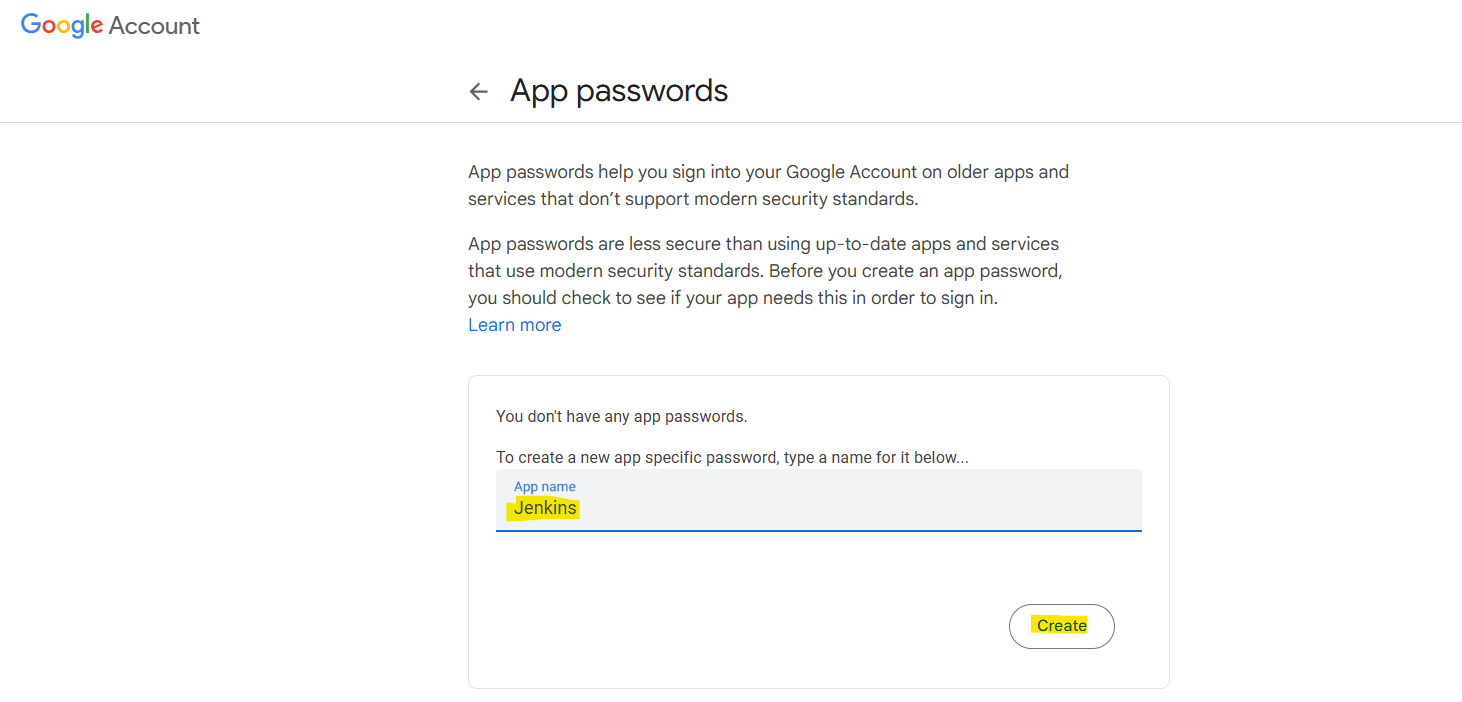 Google Account
App passwords
App passwords help you sign into your Google Account on older apps and
services that don’t support modern security standards.
App passwords are less secure than using up-to-date apps and services
that use modern security standards. Before you create an app password,
you should check to see if your app needs this in order to sign in.
Learn more
You don't have any app passwords.
To create a new app specific password, type a name for it below...
App name
Jenkins
Create